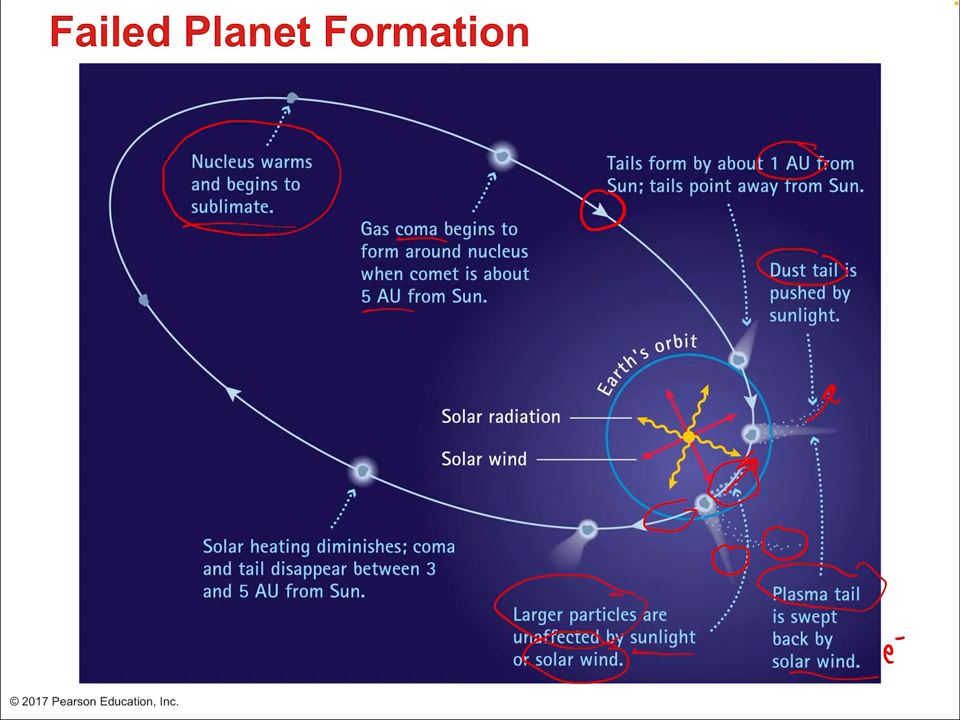 Failed Planet Formation
Nucleus warms
and begins to
sublimate.
Gas coma begins to
form around nucleus
when comet is about
5 AU from Sun.
Tails form by about 1 AU from
Sun; tails point away from Sun.
Dust tail is
pushed by
sunlight.
Earth's orbit
Solar radiation
Solar wind
Solar heating diminishes; coma
and tail disappear between 3
and 5 AU from Sun.
Larger particles are
unaffected by sunlight
or solar wind.
Plasma tail
is swept
back by
solar wind.
e⁻
© 2017 Pearson Education, Inc.